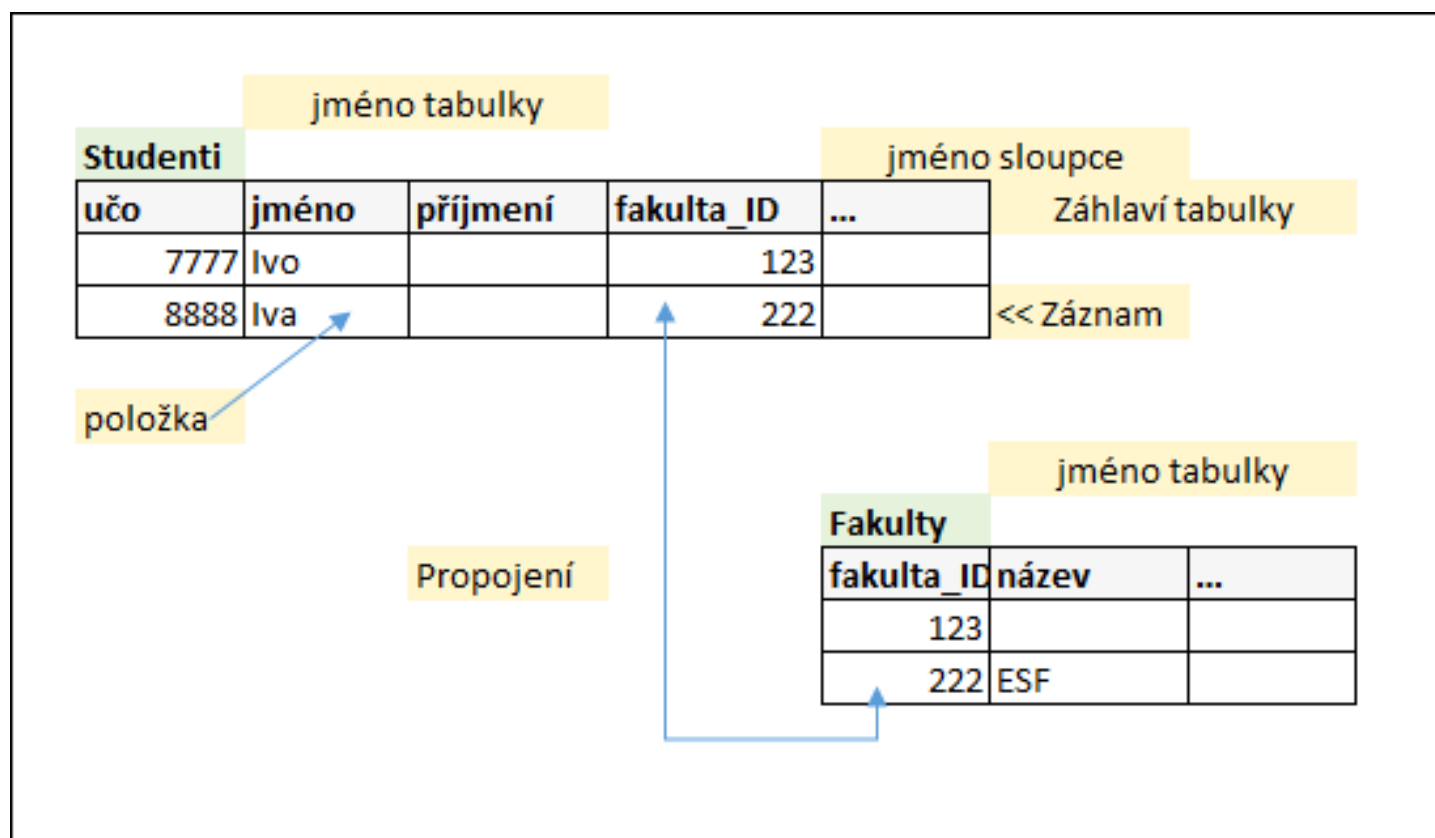 jméno tabulky
Studenti jméno sloupce
učo jméno příjmení fakulta_ID ... Záhlaví tabulky
7777 Ivo 123
8888 Iva 222 << Záznam
položka
jméno tabulky
Fakulty
Propojení fakulta_ID název ...
123
222 ESF